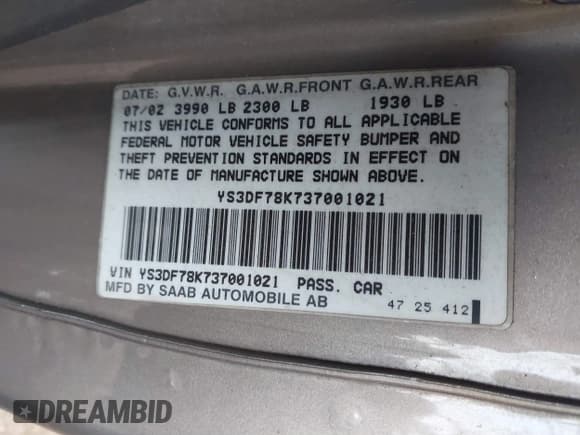 DATE: G.V.W.R. G.A.W.R.FRONT G.A.W.R.REAR
07/02 3990 LB 2300 LB 1930 LB
THIS VEHICLE CONFORMS TO ALL APPLICABLE
FEDERAL MOTOR VEHICLE SAFETY BUMPER AND
THEFT PREVENTION STANDARDS IN EFFECT ON
THE DATE OF MANUFACTURE SHOWN ABOVE.
YS3DF78K737001021
VIN YS3DF78K737001021 PASS. CAR
MFD BY SAAB AUTOMOBILE AB
47 25 412
DREAMBID